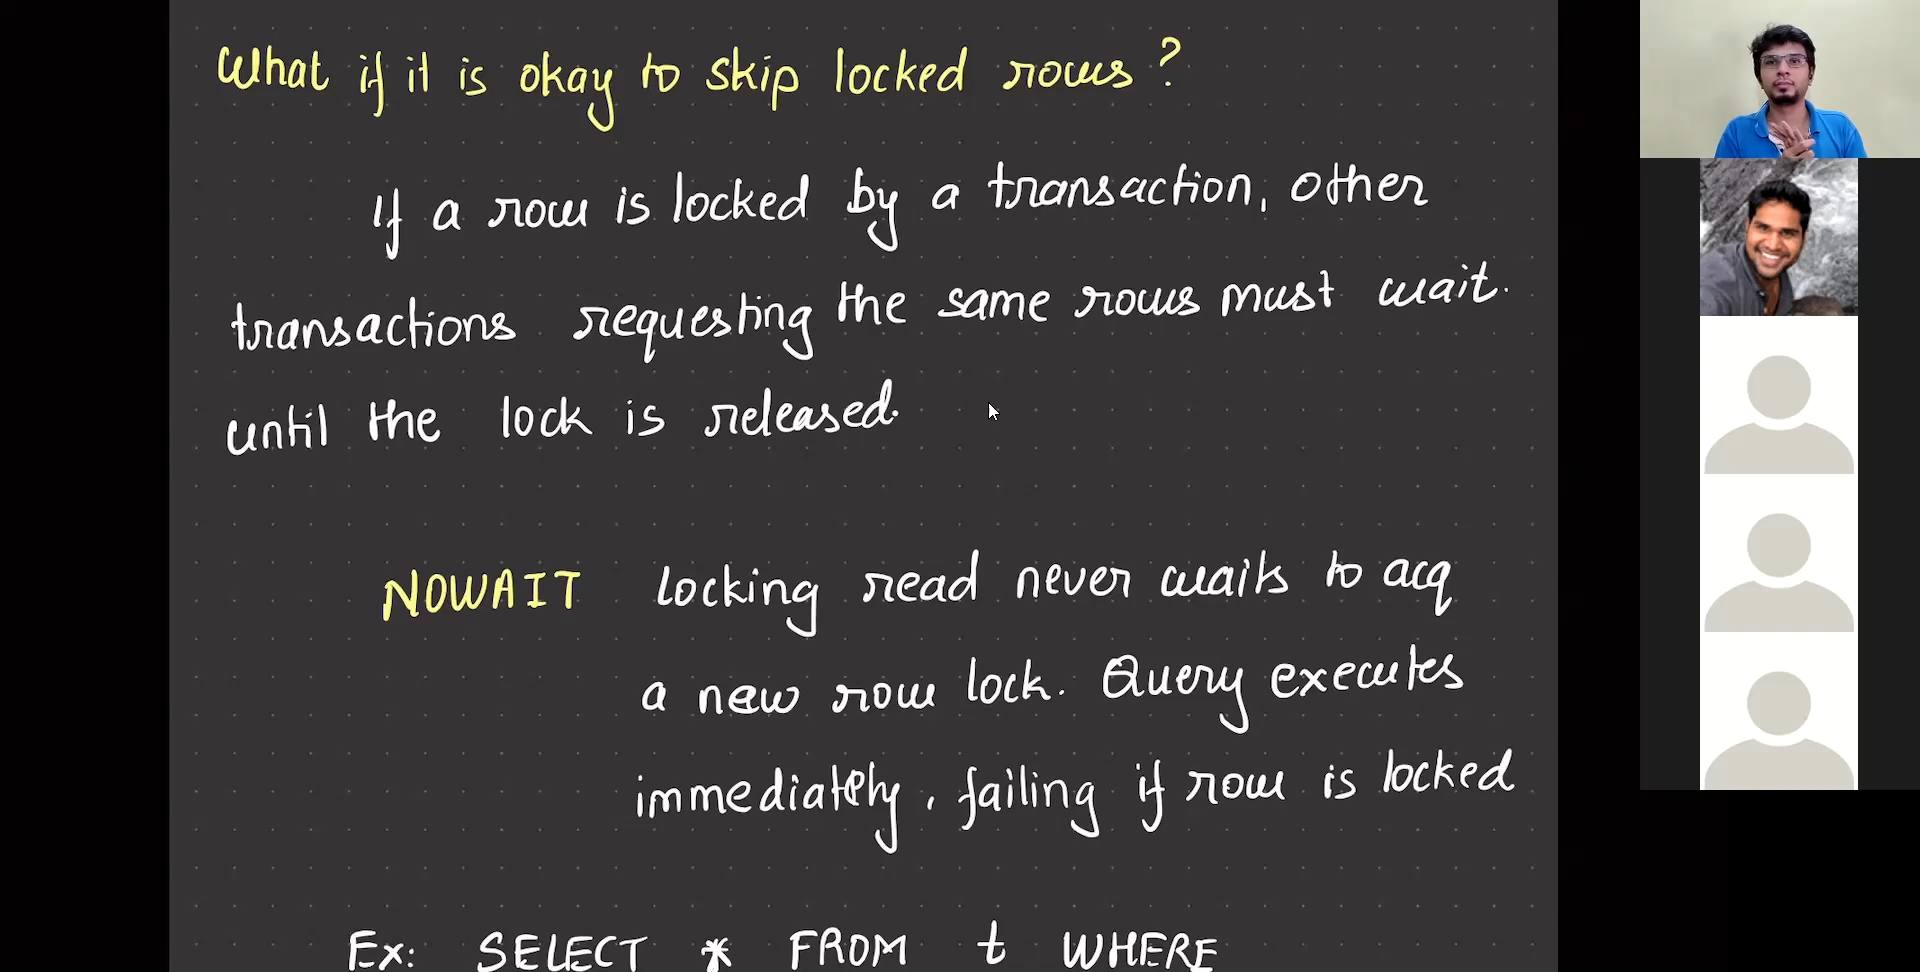 What if it is okay to skip locked rows?
If a row is locked by a transaction, other
transactions requesting the same rows must wait.
until the lock is released.
NOWAIT locking read never waits to acq
a new row lock. Query executes
immediately, failing if row is locked
Ex: SELECT * FROM t WHERE